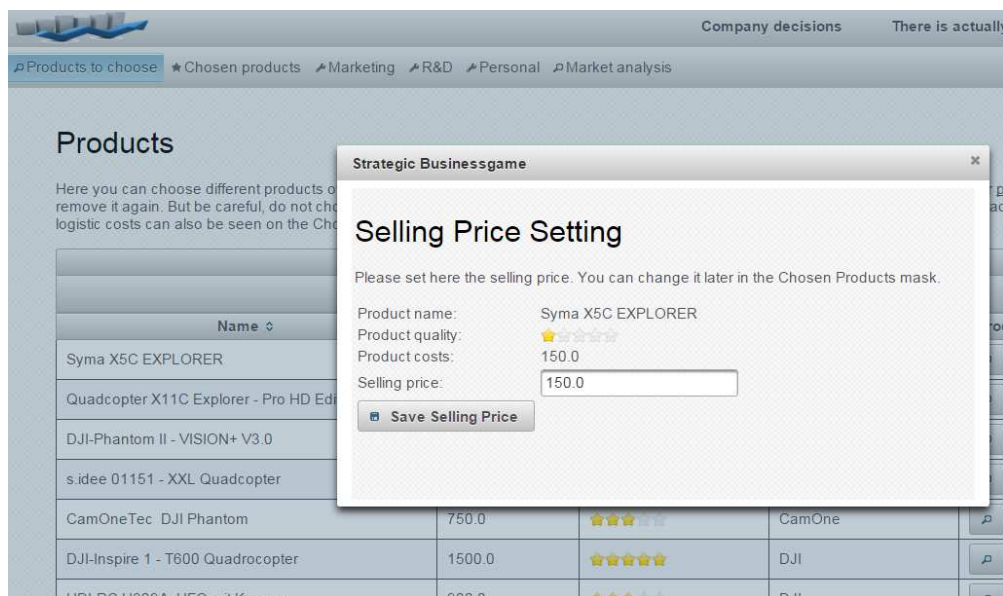 Company decisions There is actually
Products to choose Chosen products Marketing R&D Personal Market analysis
Products
Here you can choose different products o
remove it again. But be careful, do not cho
logistic costs can also be seen on the Cho
Strategic Businessgame
Selling Price Setting
Please set here the selling price. You can change it later in the Chosen Products mask.
Product name: Syma X5C EXPLORER
Product quality:
Product costs: 150.0
Selling price: 150.0
Save Selling Price
Name
Syma X5C EXPLORER
Quadcopter X11C Explorer - Pro HD Edi
DJI-Phantom II - VISION+ V3.0
s.idee 01151 - XXL Quadcopter
CamOneTec DJI Phantom 750.0 CamOne
DJI-Inspire 1 - T600 Quadrocopter 1500.0 DJI